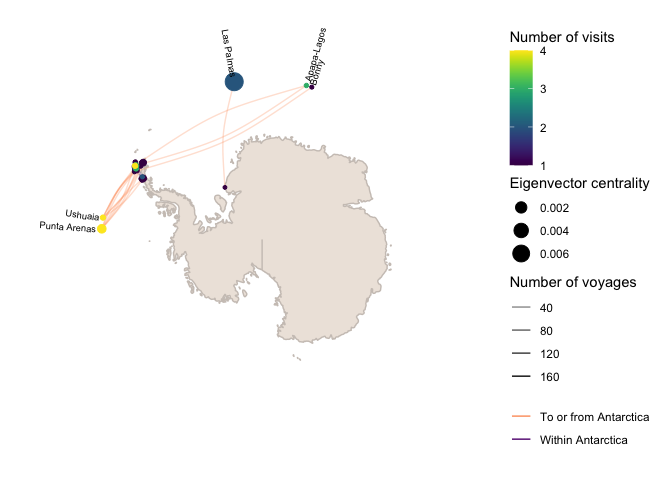 Las Palmas
Apapa-Lagos
Bonny
Ushuaia
Punta Arenas
Number of visits
4
3
2
1
Eigenvector centrality
0.002
0.004
0.006
Number of voyages
40
80
120
160
To or from Antarctica
Within Antarctica